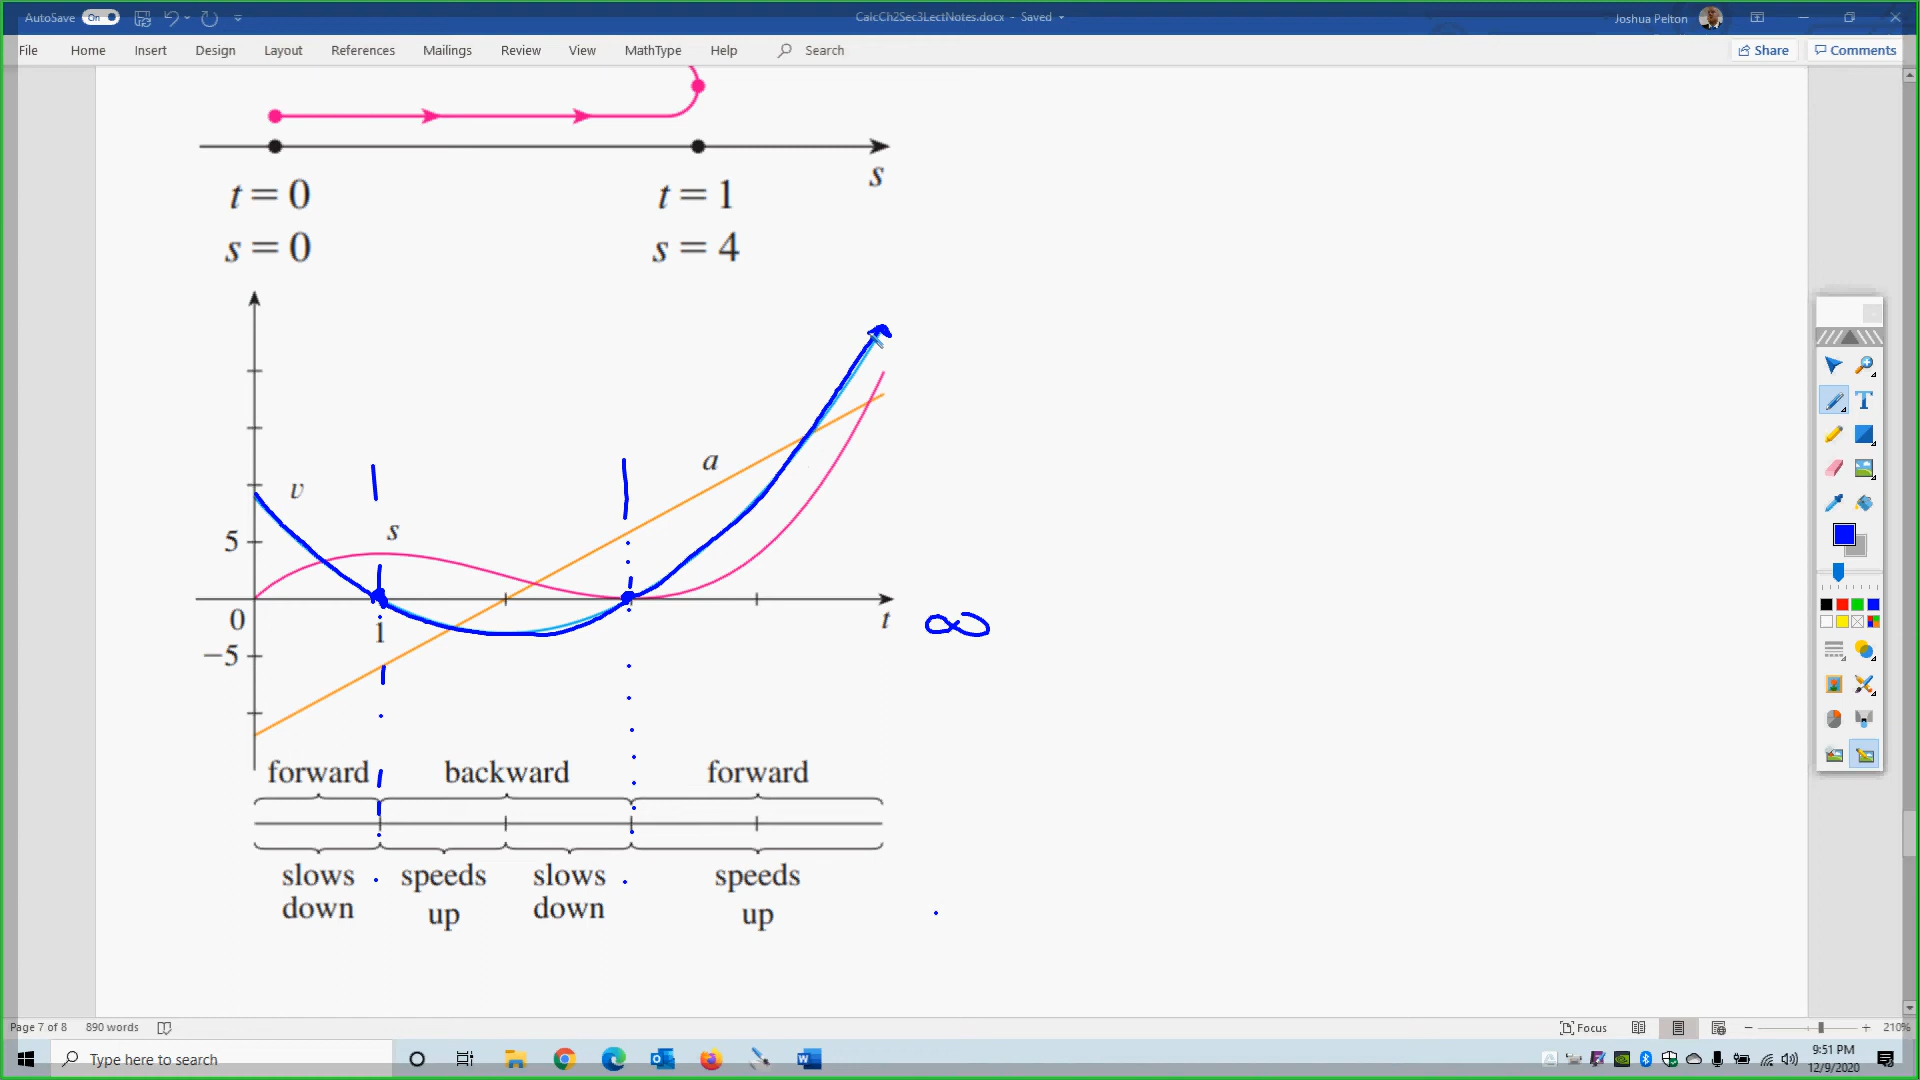 AutoSave On CalcCh2Sec3LectNotes.docx - Saved Joshua Pelton
File Home Insert Design Layout References Mailings Review View MathType Help Search Share Comments
s
t = 0 t = 1
s = 0 s = 4
v
s
a
5
0
1
t
∞
−5
forward backward forward
slows speeds slows speeds
down up down up
Page 7 of 8 890 words Focus 210%
Type here to search
9:51 PM
12/9/2020